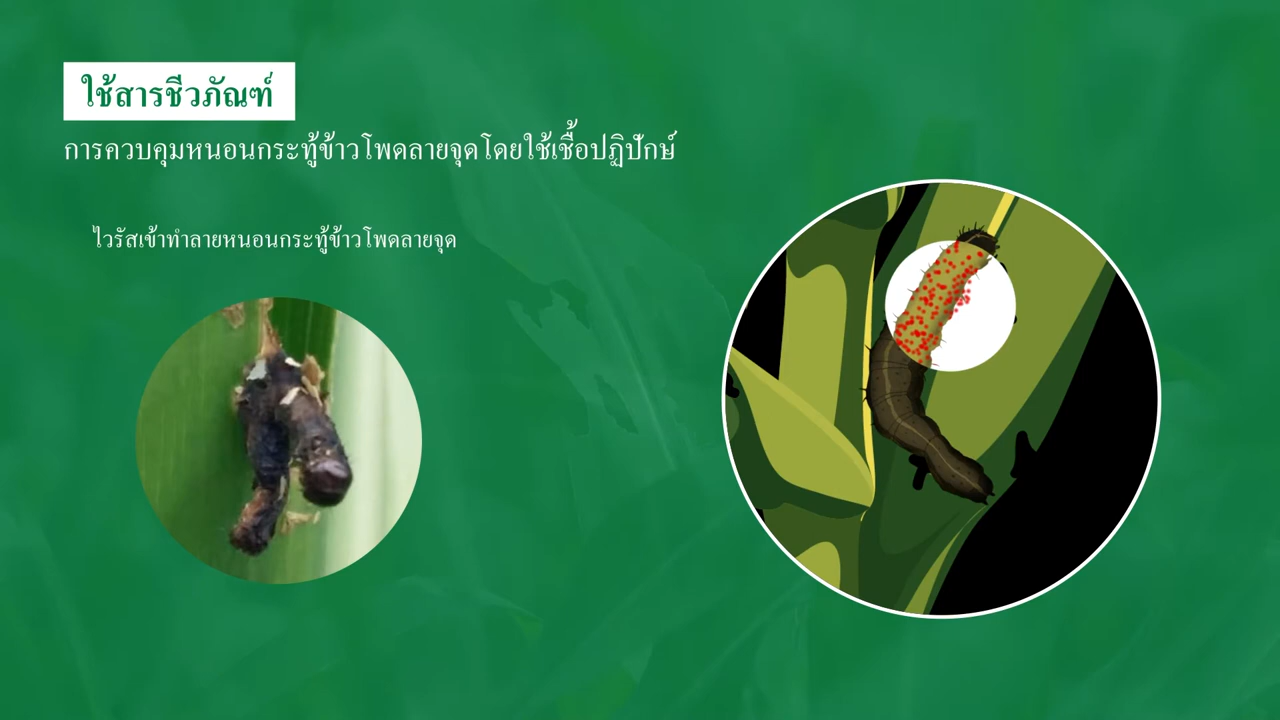 ใช้สารชีวภัณฑ์
การควบคุมหนอนกระทู้ข้าวโพดลายจุดโดยใช้เชื้อปฏิปักษ์
ไวรัสเข้าทำลายหนอนกระทู้ข้าวโพดลายจุด